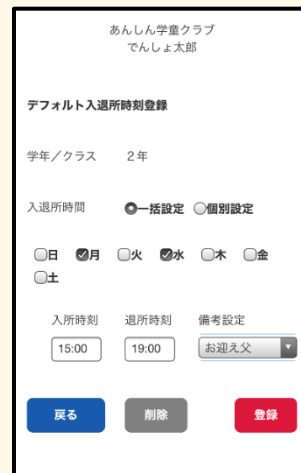 あんしん学童クラブ
でんしょ太郎
デフォルト入退所時刻登録
学年／クラス 2年
入退所時間 一括設定 個別設定
日 月 火 水 木 金
土
入所時刻 退所時刻 備考設定
15:00 19:00 お迎え父
戻る 削除 登録